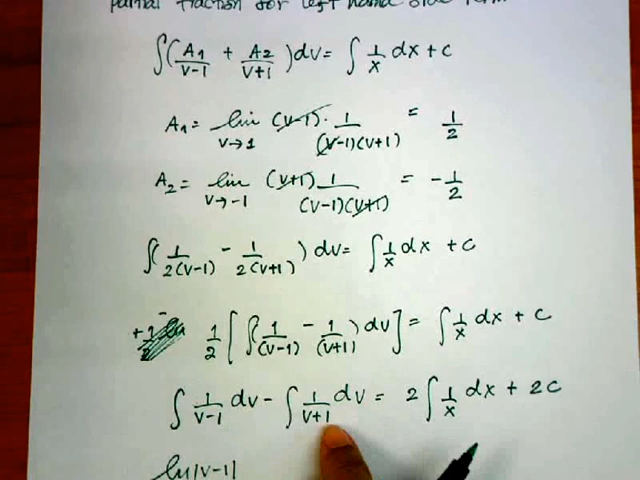 partial fraction for left hand side term
∫(A1/(v-1) + A2/(v+1))dv = ∫ 1/x dx + c
A1 = lim v→1 (v-1)· 1/((v-1)(v+1)) = 1/2
A2 = lim v→-1 (v+1) 1/((v-1)(v+1)) = -1/2
∫(1/(2(v-1)) - 1/(2(v+1))) dv = ∫ 1/x dx + c
1/2 [∫(1/(v-1) - 1/(v+1)) dv] = ∫ 1/x dx + c
∫ 1/(v-1) dv - ∫ 1/(v+1) dv = 2∫ 1/x dx + 2c
ln|v-1|